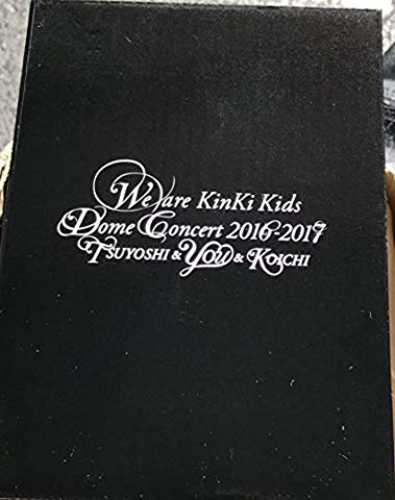 We are KinKi Kids
Dome Concert 2016-2017
TSUYOSHI & YOU & KOICHI